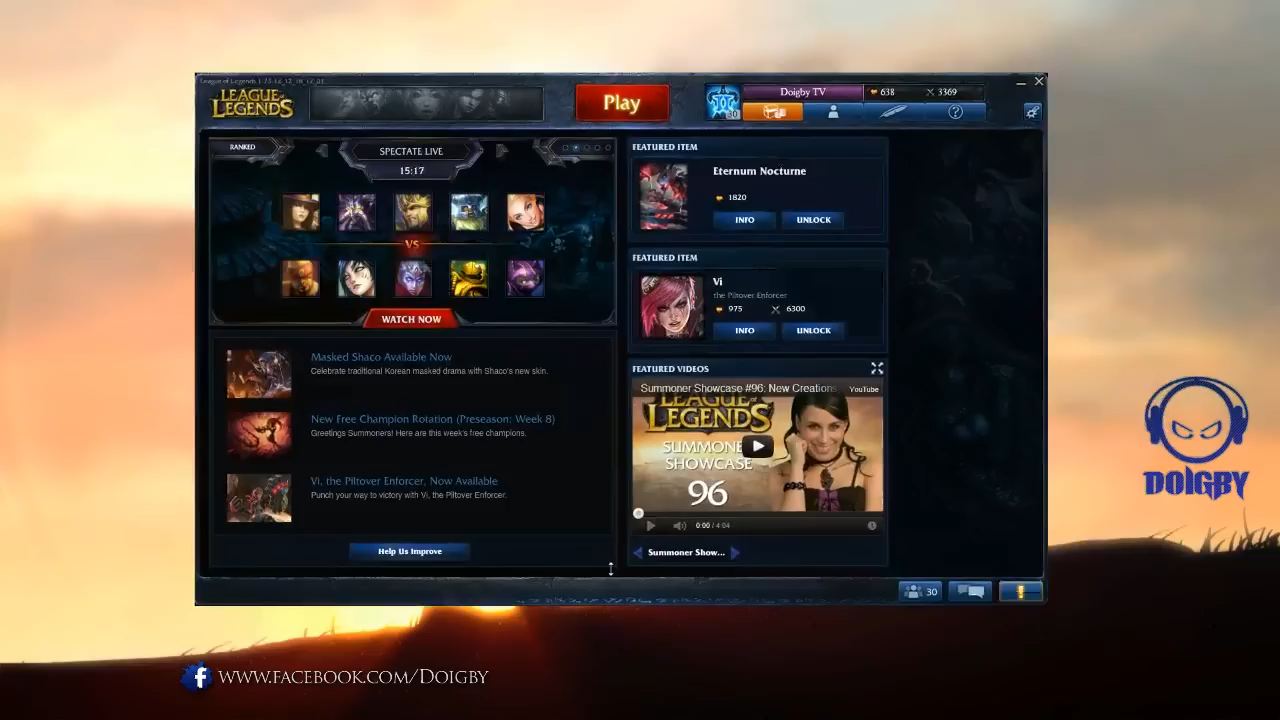 LEAGUE OF LEGENDS
Play
Doigby TV
638
3369
30
RANKED
SPECTATE LIVE
15:17
VS
WATCH NOW
Masked Shaco Available Now
Celebrate traditional Korean masked drama with Shaco's new skin.
New Free Champion Rotation (Preseason: Week 8)
Greetings Summoners! Here are this week's free champions.
Vi, the Piltover Enforcer, Now Available
Punch your way to victory with Vi, the Piltover Enforcer.
Help Us Improve
FEATURED ITEM
Eternum Nocturne
1820
INFO UNLOCK
FEATURED ITEM
Vi
the Piltover Enforcer
975 6300
INFO UNLOCK
FEATURED VIDEOS
Summoner Showcase #96: New Creations YouTube
LEAGUE OF
LEGENDS
SUMMONER
SHOWCASE
96
0:00 / 4:04
Summoner Show...
30
DOIGBY
f WWW.FACEBOOK.COM/DOIGBY